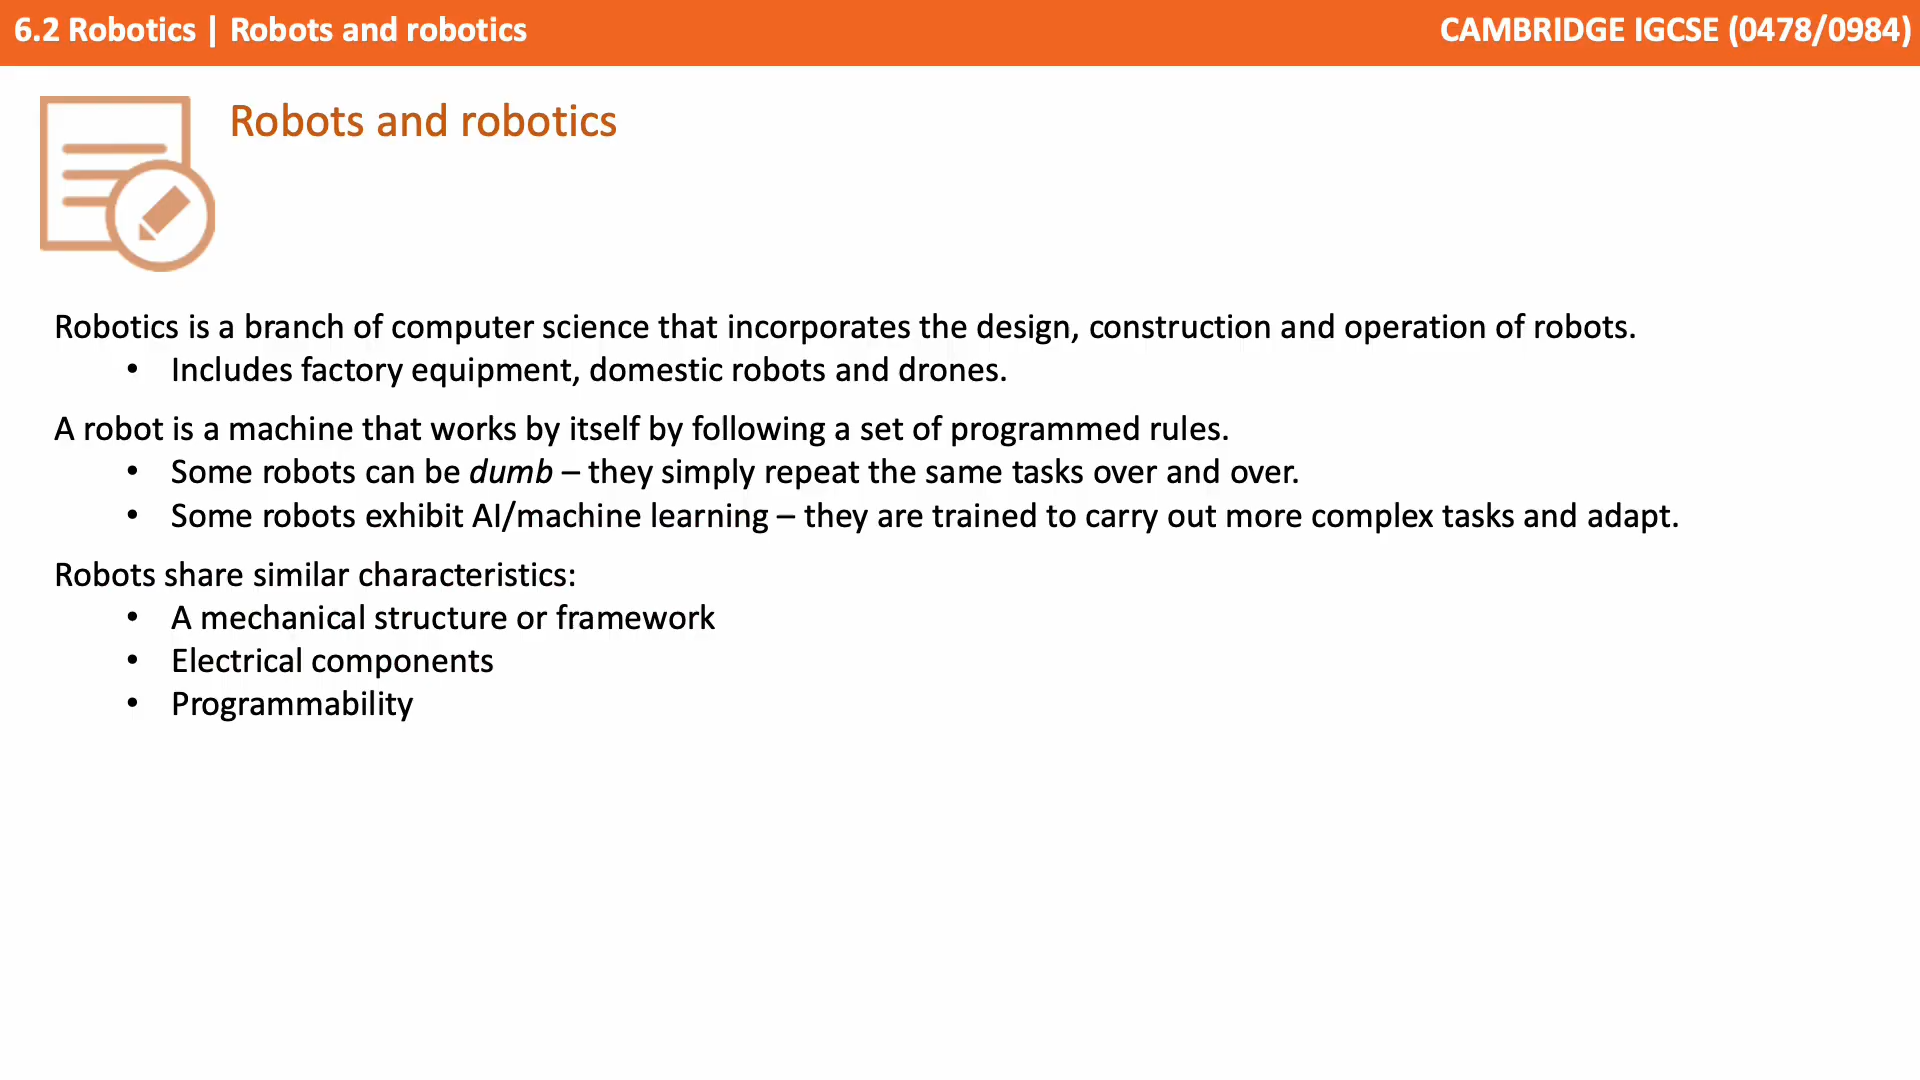 6.2 Robotics | Robots and robotics
CAMBRIDGE IGCSE (0478/0984)
Robots and robotics
Robotics is a branch of computer science that incorporates the design, construction and operation of robots.
• Includes factory equipment, domestic robots and drones.
A robot is a machine that works by itself by following a set of programmed rules.
• Some robots can be dumb – they simply repeat the same tasks over and over.
• Some robots exhibit AI/machine learning – they are trained to carry out more complex tasks and adapt.
Robots share similar characteristics:
• A mechanical structure or framework
• Electrical components
• Programmability